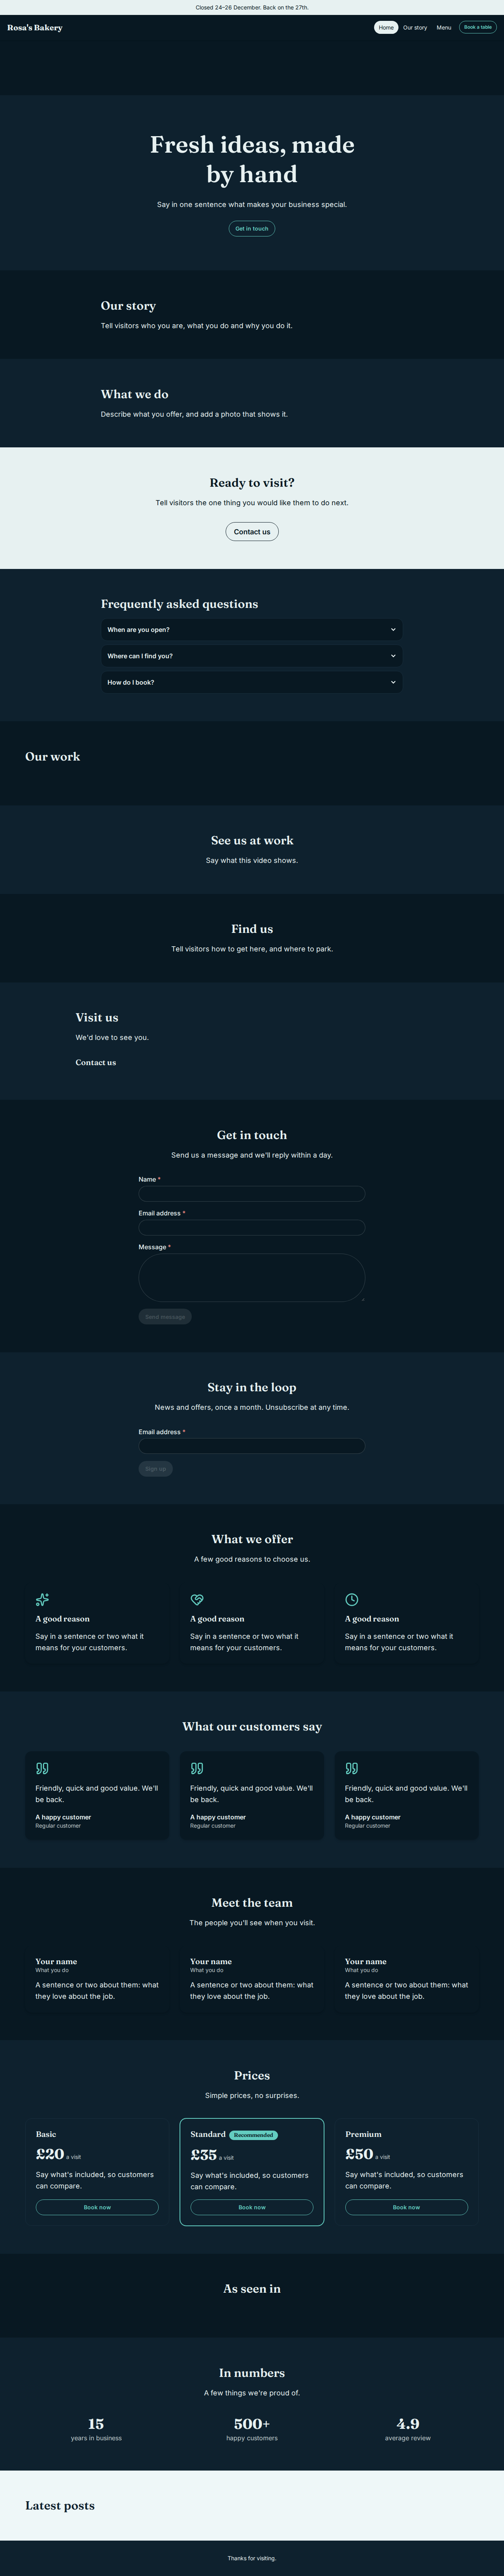 Closed 24–26 December. Back on the 27th.
Rosa's Bakery
Home Our story Menu Book a table
Fresh ideas, made
by hand
Say in one sentence what makes your business special.
Get in touch
Our story
Tell visitors who you are, what you do and why you do it.
What we do
Describe what you offer, and add a photo that shows it.
Ready to visit?
Tell visitors the one thing you would like them to do next.
Contact us
Frequently asked questions
When are you open?
Where can I find you?
How do I book?
Our work
See us at work
Say what this video shows.
Find us
Tell visitors how to get here, and where to park.
Visit us
We'd love to see you.
Contact us
Get in touch
Send us a message and we'll reply within a day.
Name *
Email address *
Message *
Send message
Stay in the loop
News and offers, once a month. Unsubscribe at any time.
Email address *
Sign up
What we offer
A few good reasons to choose us.
A good reason A good reason A good reason
Say in a sentence or two what it Say in a sentence or two what it Say in a sentence or two what it
means for your customers. means for your customers. means for your customers.
What our customers say
Friendly, quick and good value. We'll Friendly, quick and good value. We'll Friendly, quick and good value. We'll
be back. be back. be back.
A happy customer A happy customer A happy customer
Regular customer Regular customer Regular customer
Meet the team
The people you'll see when you visit.
Your name Your name Your name
What you do What you do What you do
A sentence or two about them: what A sentence or two about them: what A sentence or two about them: what
they love about the job. they love about the job. they love about the job.
Prices
Simple prices, no surprises.
Basic Standard Recommended Premium
£20 a visit £35 a visit £50 a visit
Say what's included, so customers Say what's included, so customers Say what's included, so customers
can compare. can compare. can compare.
Book now Book now Book now
As seen in
In numbers
A few things we're proud of.
15 500+ 4.9
years in business happy customers average review
Latest posts
Thanks for visiting.